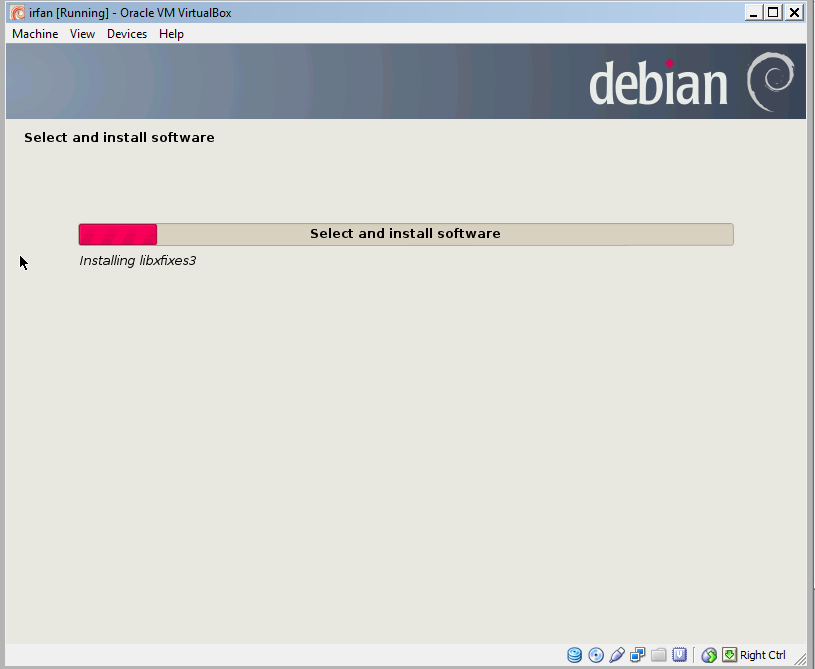 irfan [Running] - Oracle VM VirtualBox
Machine View Devices Help
debian
Select and install software
Select and install software
Installing libxfixes3
Right Ctrl